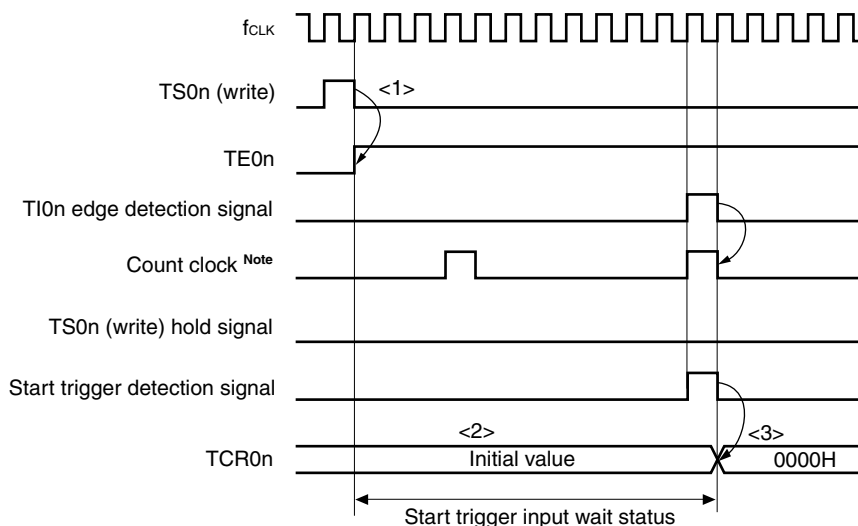 fCLK
TS0n (write)
<1>
TE0n
TI0n edge detection signal
Count clock Note
TS0n (write) hold signal
Start trigger detection signal
<2>
<3>
TCR0n
Initial value
0000H
Start trigger input wait status